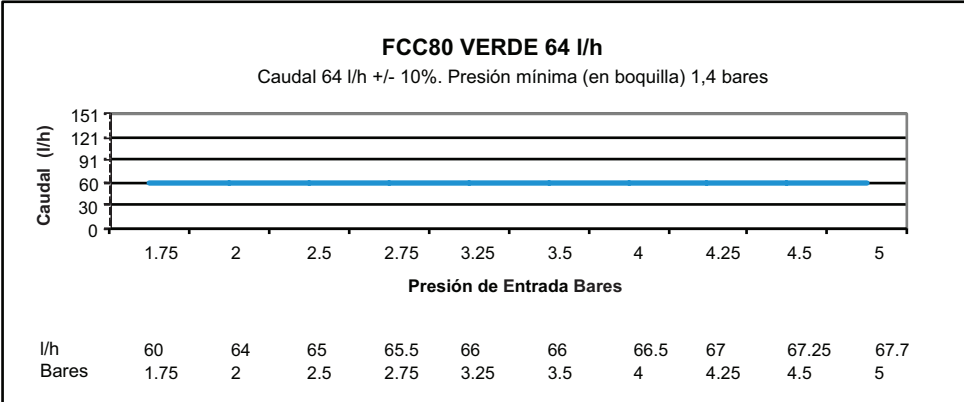 FCC80 VERDE 64 l/h
Caudal 64 l/h +/- 10%. Presión mínima (en boquilla) 1,4 bares
Caudal (l/h)
151
121
91
60
30
0
1.75 2 2.5 2.75 3.25 3.5 4 4.25 4.5 5
Presión de Entrada Bares
l/h 60 64 65 65.5 66 66 66.5 67 67.25 67.7
Bares 1.75 2 2.5 2.75 3.25 3.5 4 4.25 4.5 5